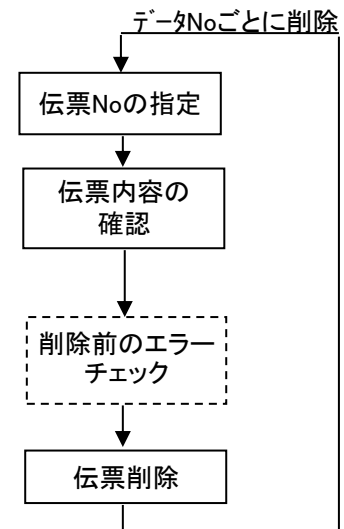 ﾃﾞｰﾀNoごとに削除
伝票Noの指定
伝票内容の
確認
削除前のエラー
チェック
伝票削除